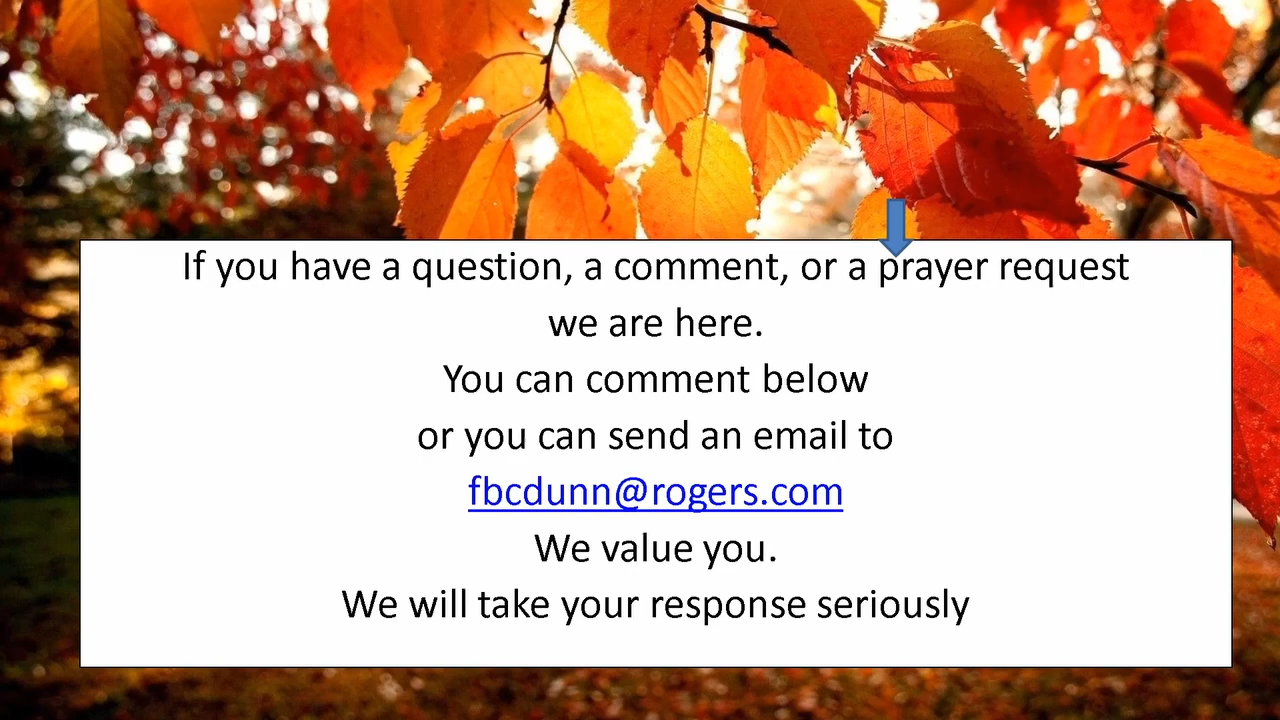 If you have a question, a comment, or a prayer request
we are here.
You can comment below
or you can send an email to
fbcdunn@rogers.com
We value you.
We will take your response seriously